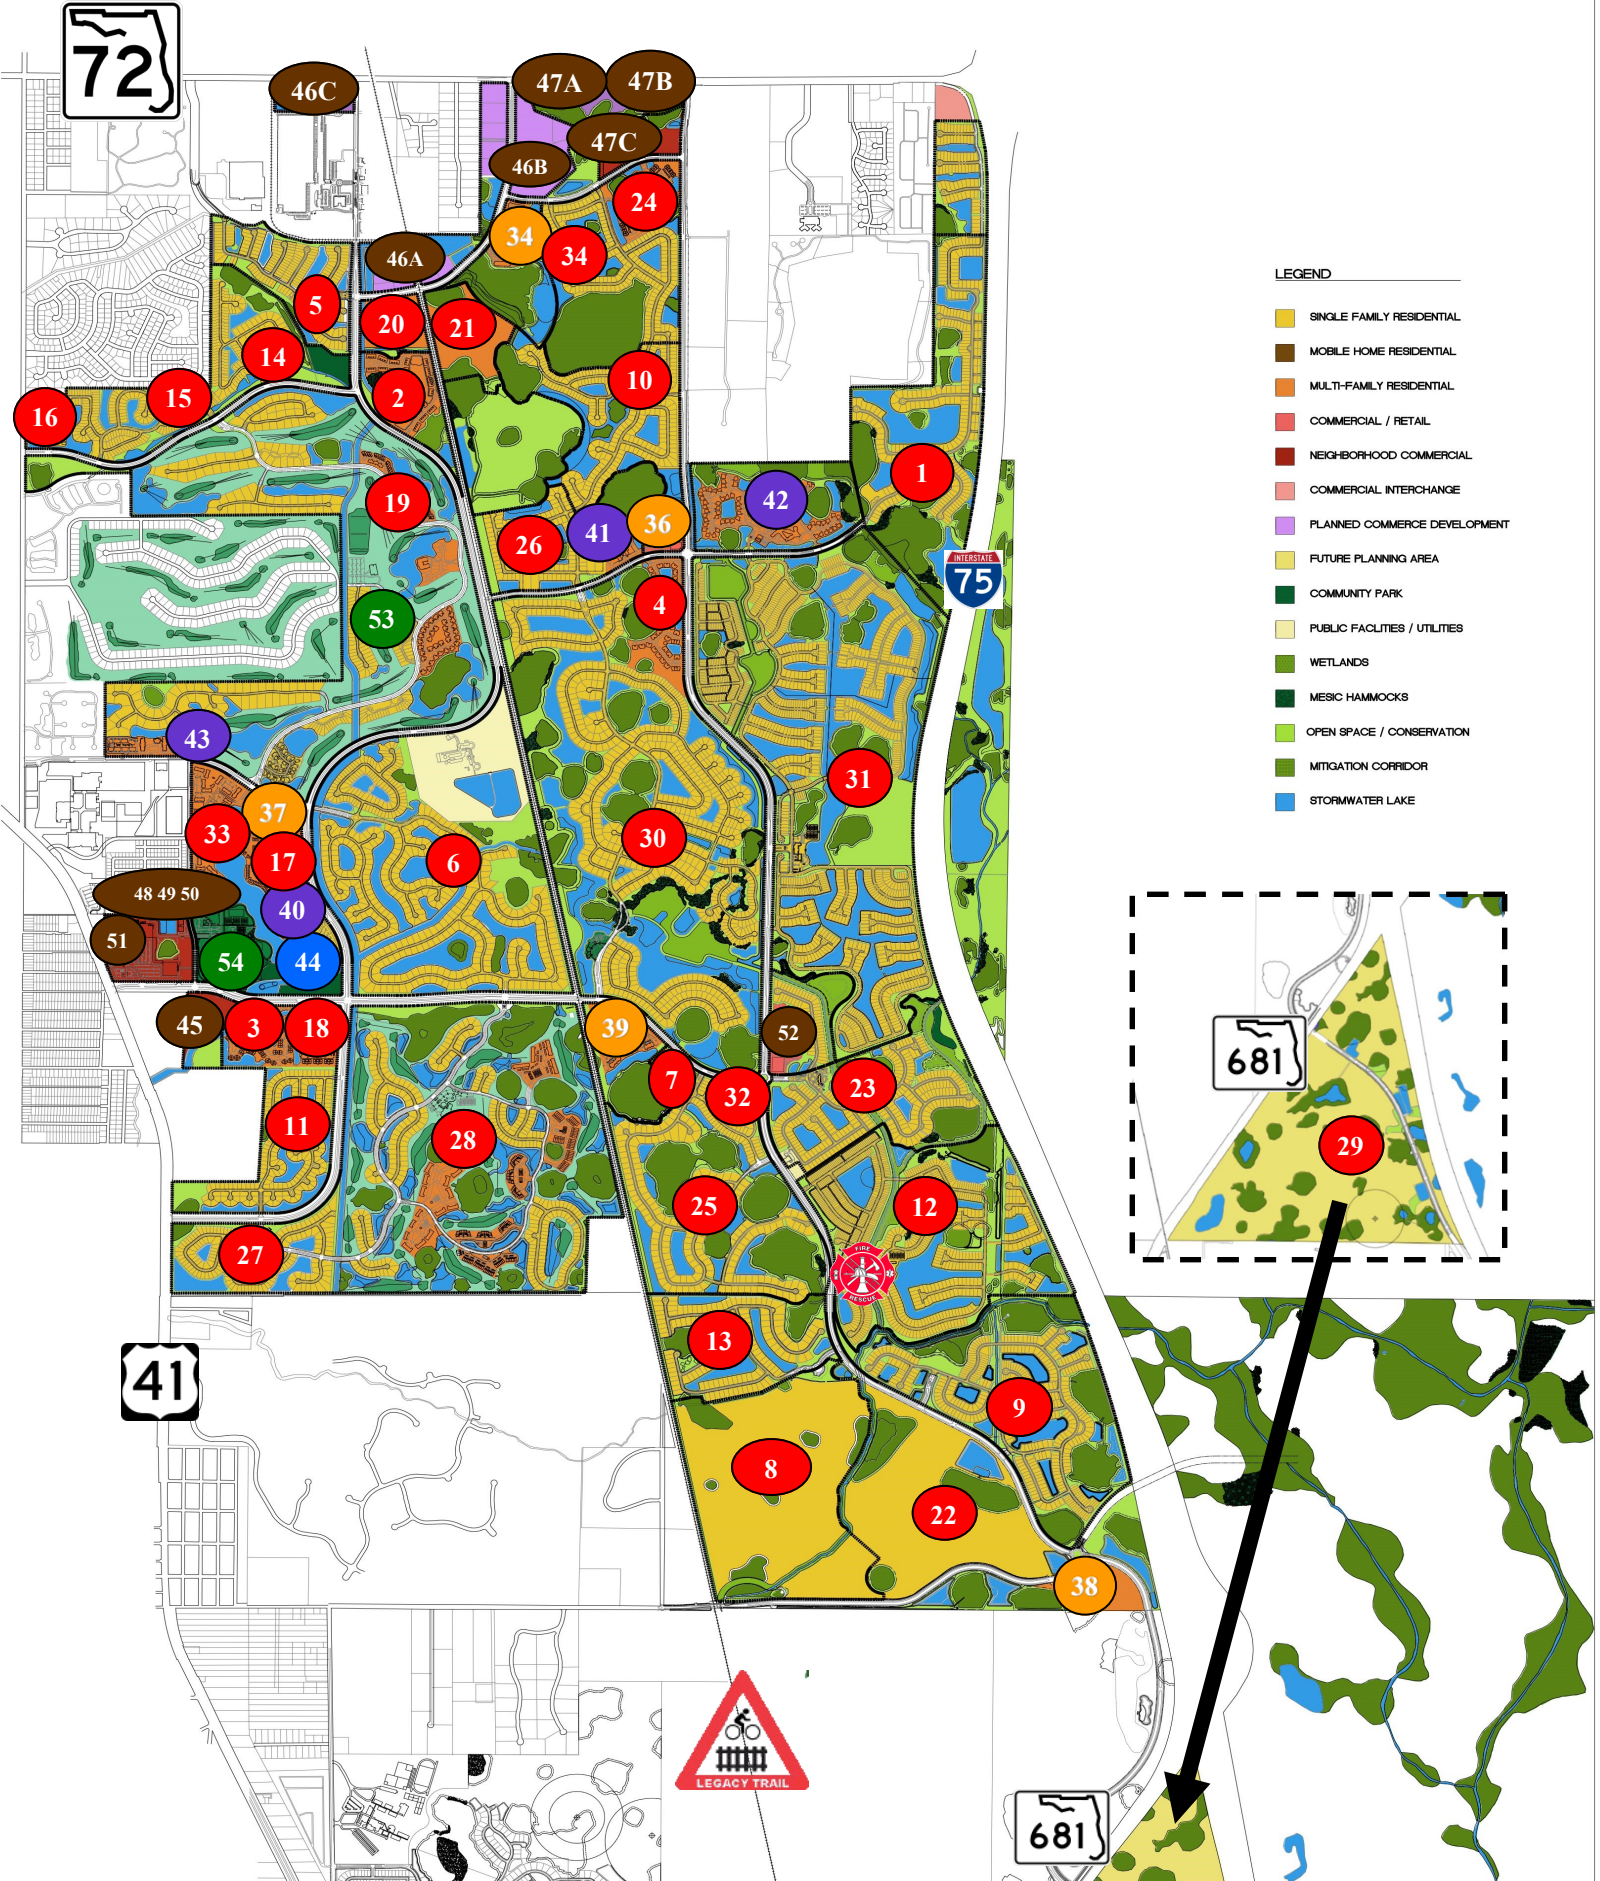 72
46C
47A
47B
47C
46B
24
34
34
46A
5
20
21
14
10
15
2
16
1
19
42
26
41
36
INTERSTATE
75
4
53
43
31
37
33
30
17
6
48 49 50
40
51
54
44
45
3
18
39
52
7
32
23
11
28
25
12
27
FIRE
RESCUE
13
41
9
8
22
38
LEGACY TRAIL
681
LEGEND
SINGLE FAMILY RESIDENTIAL
MOBILE HOME RESIDENTIAL
MULTI-FAMILY RESIDENTIAL
COMMERCIAL / RETAIL
NEIGHBORHOOD COMMERCIAL
COMMERCIAL INTERCHANGE
PLANNED COMMERCE DEVELOPMENT
FUTURE PLANNING AREA
COMMUNITY PARK
PUBLIC FACLITIES / UTILITIES
WETLANDS
MESIC HAMMOCKS
OPEN SPACE / CONSERVATION
MITIGATION CORRIDOR
STORMWATER LAKE
681
29